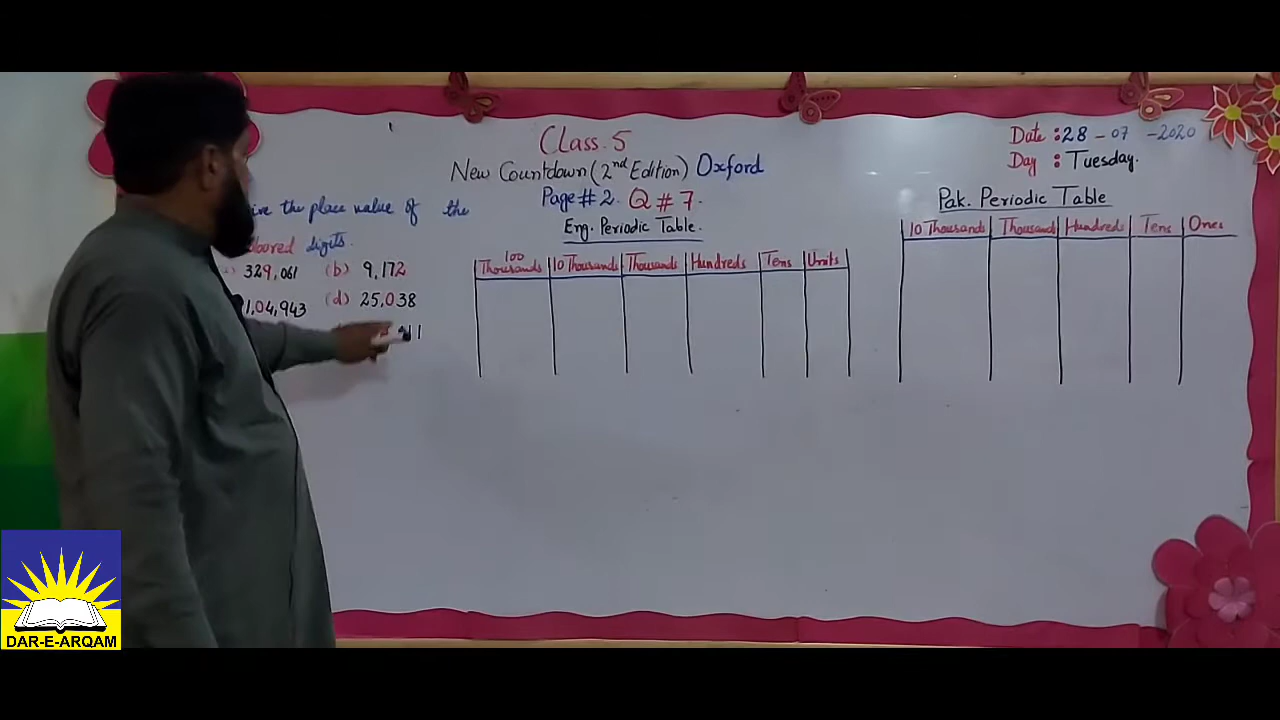 Class. 5
New Countdown (2nd Edition) Oxford
Page # 2. Q # 7.
Date : 28 - 07 - 2020
Day : Tuesday.
the place value of the
digits.
329,061 (b) 9,172
1,04,943 (d) 25,038
11
Eng. Periodic Table.
100 Thousands 10 Thousands Thousands Hundreds Tens Units
Pak. Periodic Table
10 Thousands Thousand Hundreds Tens Ones
DAR-E-ARQAM